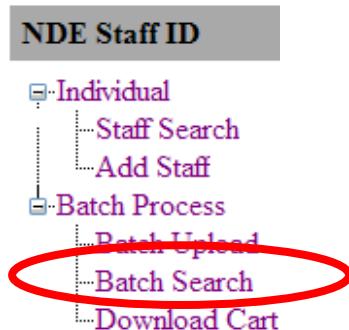 NDE Staff ID
Individual
Staff Search
Add Staff
Batch Process
Batch Upload
Batch Search
Download Cart